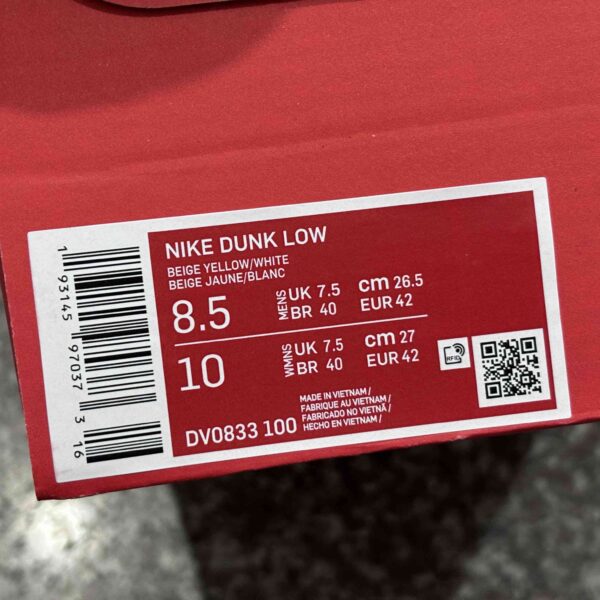 1 93145 97037 3 16
NIKE DUNK LOW
BEIGE YELLOW/WHITE
BEIGE JAUNE/BLANC
8.5
MENS
UK 7.5
BR 40
cm 26.5
EUR 42
10
WMNS
UK 7.5
BR 40
cm 27
EUR 42
RFID
DV0833 100
MADE IN VIETNAM /
FABRIQUE AU VIETNAM /
FABRICADO NO VIETNÃ /
HECHO EN VIETNAM /